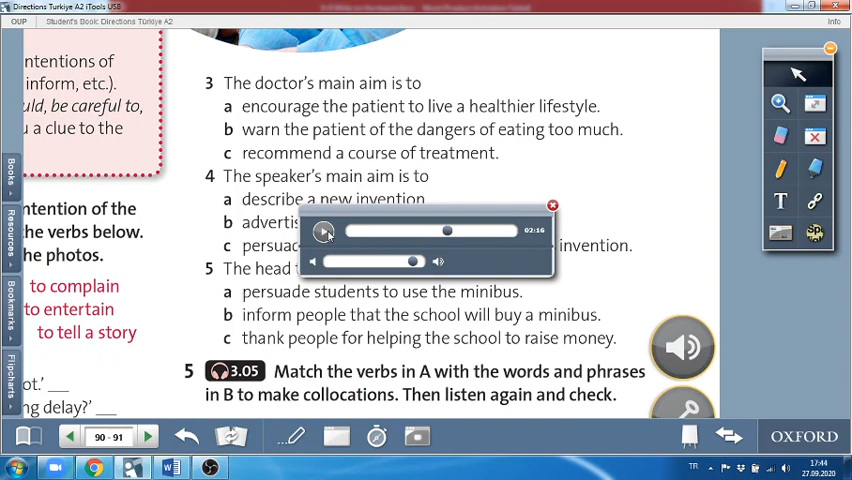 Directions Turkiye A2 iTools USB
OUP
Student's Book: Directions Türkiye A2
Info
ntentions of
inform, etc.).
uld, be careful to,
u a clue to the
ntention of the
verbs below.
he photos.
to complain
to entertain
to tell a story
ot.' __
ng delay?' __
3 The doctor's main aim is to
a encourage the patient to live a healthier lifestyle.
b warn the patient of the dangers of eating too much.
c recommend a course of treatment.
4 The speaker's main aim is to
a describe a new invention.
b advertis
c persuad
invention.
02:16
5 The head t
a persuade students to use the minibus.
b inform people that the school will buy a minibus.
c thank people for helping the school to raise money.
5 3.05 Match the verbs in A with the words and phrases
in B to make collocations. Then listen again and check.
Books
Resources
Bookmarks
Flipcharts
T
Sp
90 - 91
OXFORD
W
TR
17:44
27.09.2020